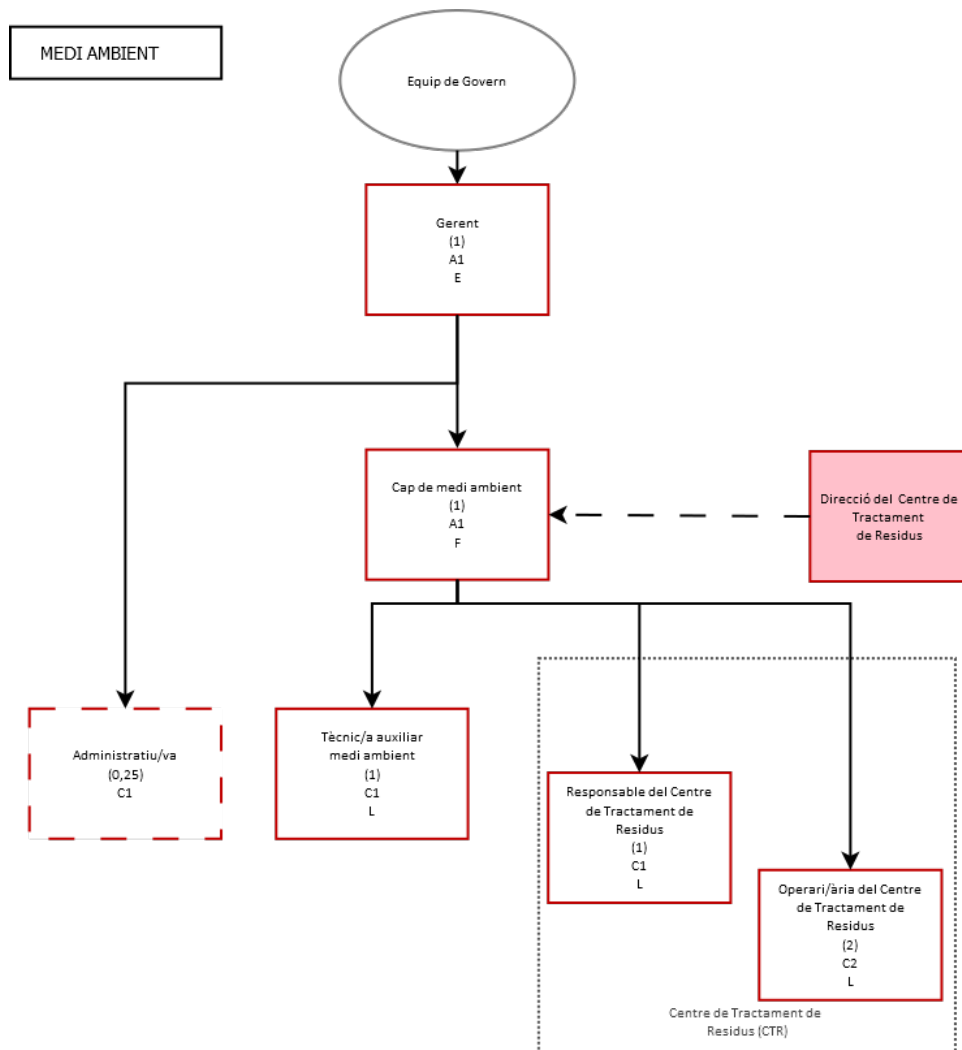 MEDI AMBIENT
Equip de Govern
Gerent
(1)
A1
E
Cap de medi ambient
(1)
A1
F
Direcció del Centre de
Tractament
de Residus
Administratiu/va
(0,25)
C1
Tècnic/a auxiliar
medi ambient
(1)
C1
L
Responsable del Centre
de Tractament de
Residus
(1)
C1
L
Operari/ària del Centre
de Tractament de
Residus
(2)
C2
L
Centre de Tractament de
Residus (CTR)